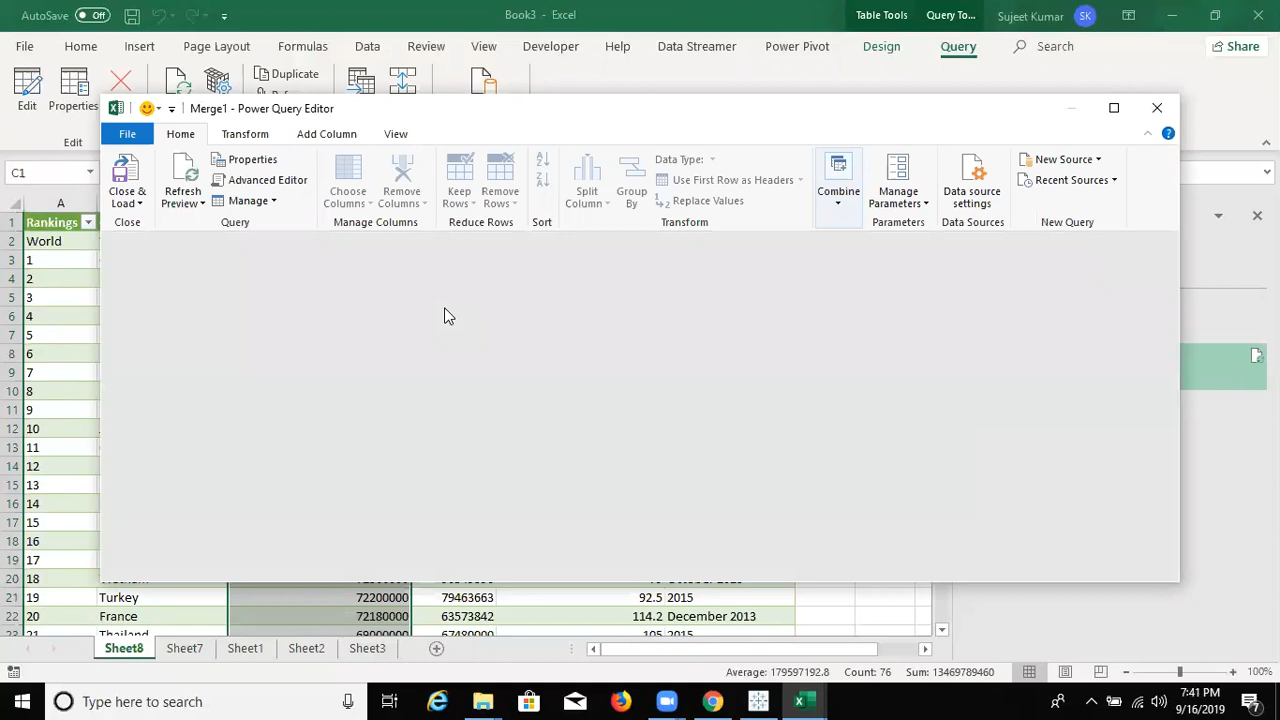 AutoSave Off Book3 - Excel Table Tools Query To... Sujeet Kumar SK
File Home Insert Page Layout Formulas Data Review View Developer Help Data Streamer Power Pivot Design Query Search Share
Duplicate
Edit Properties
Edit
Merge1 - Power Query Editor
File Home Transform Add Column View
Close & Load Refresh Preview Properties Advanced Editor Manage Choose Columns Remove Columns Keep Rows Remove Rows Split Column Group By Data Type: Use First Row as Headers Replace Values Combine Manage Parameters Data source settings New Source Recent Sources
Close Query Manage Columns Reduce Rows Sort Transform Parameters Data Sources New Query
C1
A
1 Rankings
2 World
3 1
4 2
5 3
6 4
7 5
8 6
9 7
10 8
11 9
12 10
13 11
14 12
15 13
16 14
17 15
18 16
19 17
20 18
21 19 Turkey 72200000 79463663 92.5 2015
22 20 France 72180000 63573842 114.2 December 2013
23 21 Thailand 69000000 67480000 105 2015
Sheet8 Sheet7 Sheet1 Sheet2 Sheet3
Average: 179597192.8 Count: 76 Sum: 13469789460 100%
Type here to search 7:41 PM
9/16/2019 7